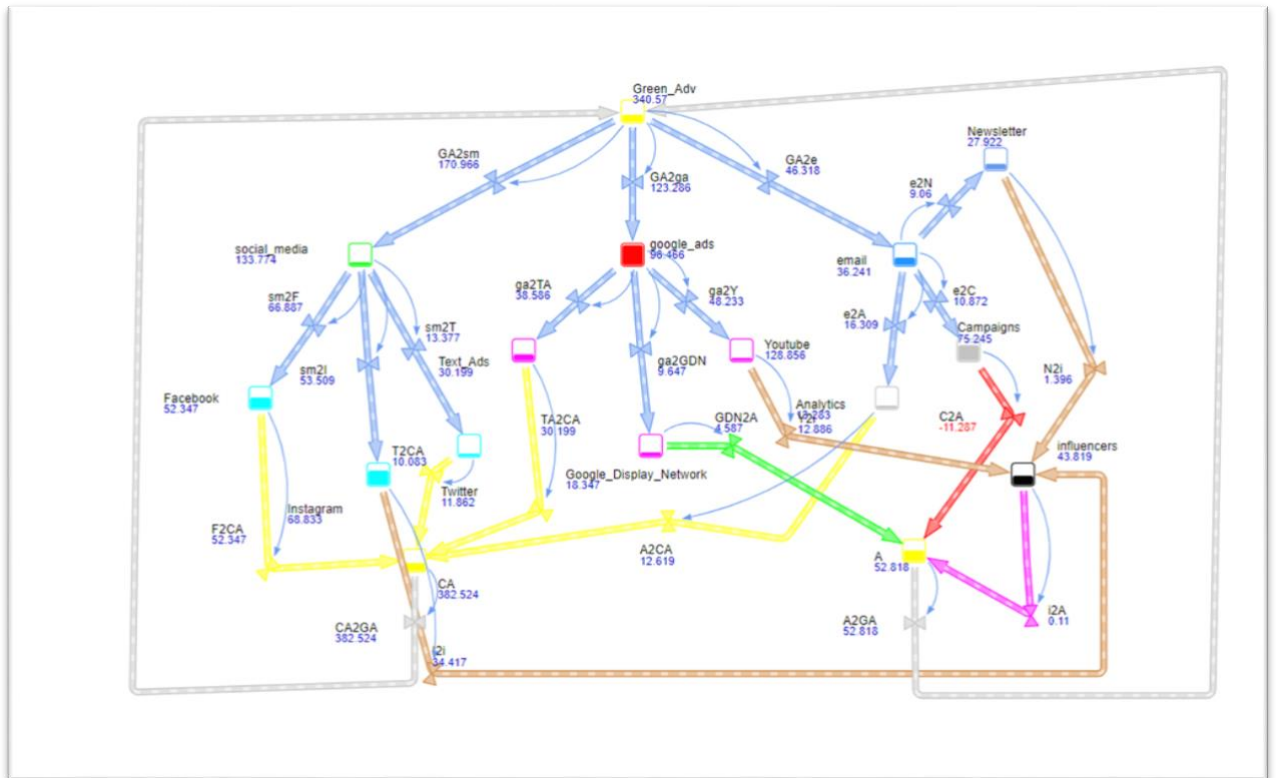 Green_Adv
340.57
Newsletter
27.922
GA2sm
170.966
GA2ga
123.286
GA2e
46.318
e2N
9.06
social_media
133.774
google_ads
96.466
email
36.241
sm2F
66.887
ga2TA
38.586
ga2Y
48.233
e2C
10.872
e2A
16.309
sm2T
13.377
Campaigns
75.245
Text_Ads
30.199
Youtube
128.856
sm2I
53.509
ga2GDN
9.647
N2i
1.396
Facebook
52.347
Analytics
TA2CA
30.199
GDN2A
.587
Y2i
12.886
C2A
-11.287
influencers
43.819
T2CA
10.083
Google_Display_Network
18.347
Twitter
11.862
Instagram
68.833
F2CA
52.347
A2CA
12.619
A
52.818
CA
382.524
i2A
0.11
CA2GA
382.524
A2GA
52.818
34.417